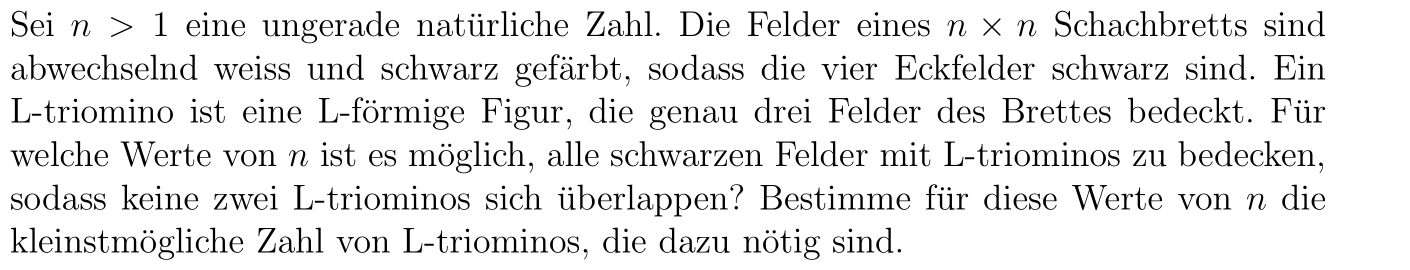 Sei n > 1 eine ungerade natürliche Zahl. Die Felder eines n × n Schachbretts sind
abwechselnd weiss und schwarz gefärbt, sodass die vier Eckfelder schwarz sind. Ein
L-triomino ist eine L-förmige Figur, die genau drei Felder des Brettes bedeckt. Für
welche Werte von n ist es möglich, alle schwarzen Felder mit L-triominos zu bedecken,
sodass keine zwei L-triominos sich überlappen? Bestimme für diese Werte von n die
kleinstmögliche Zahl von L-triominos, die dazu nötig sind.